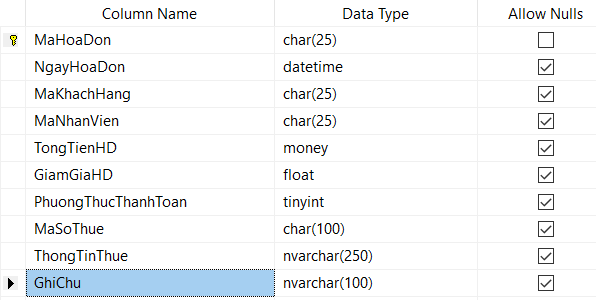 Column Name Data Type Allow Nulls
MaHoaDon char(25)
NgayHoaDon datetime
MaKhachHang char(25)
MaNhanVien char(25)
TongTienHD money
GiamGiaHD float
PhuongThucThanhToan tinyint
MaSoThue char(100)
ThongTinThue nvarchar(250)
GhiChu nvarchar(100)